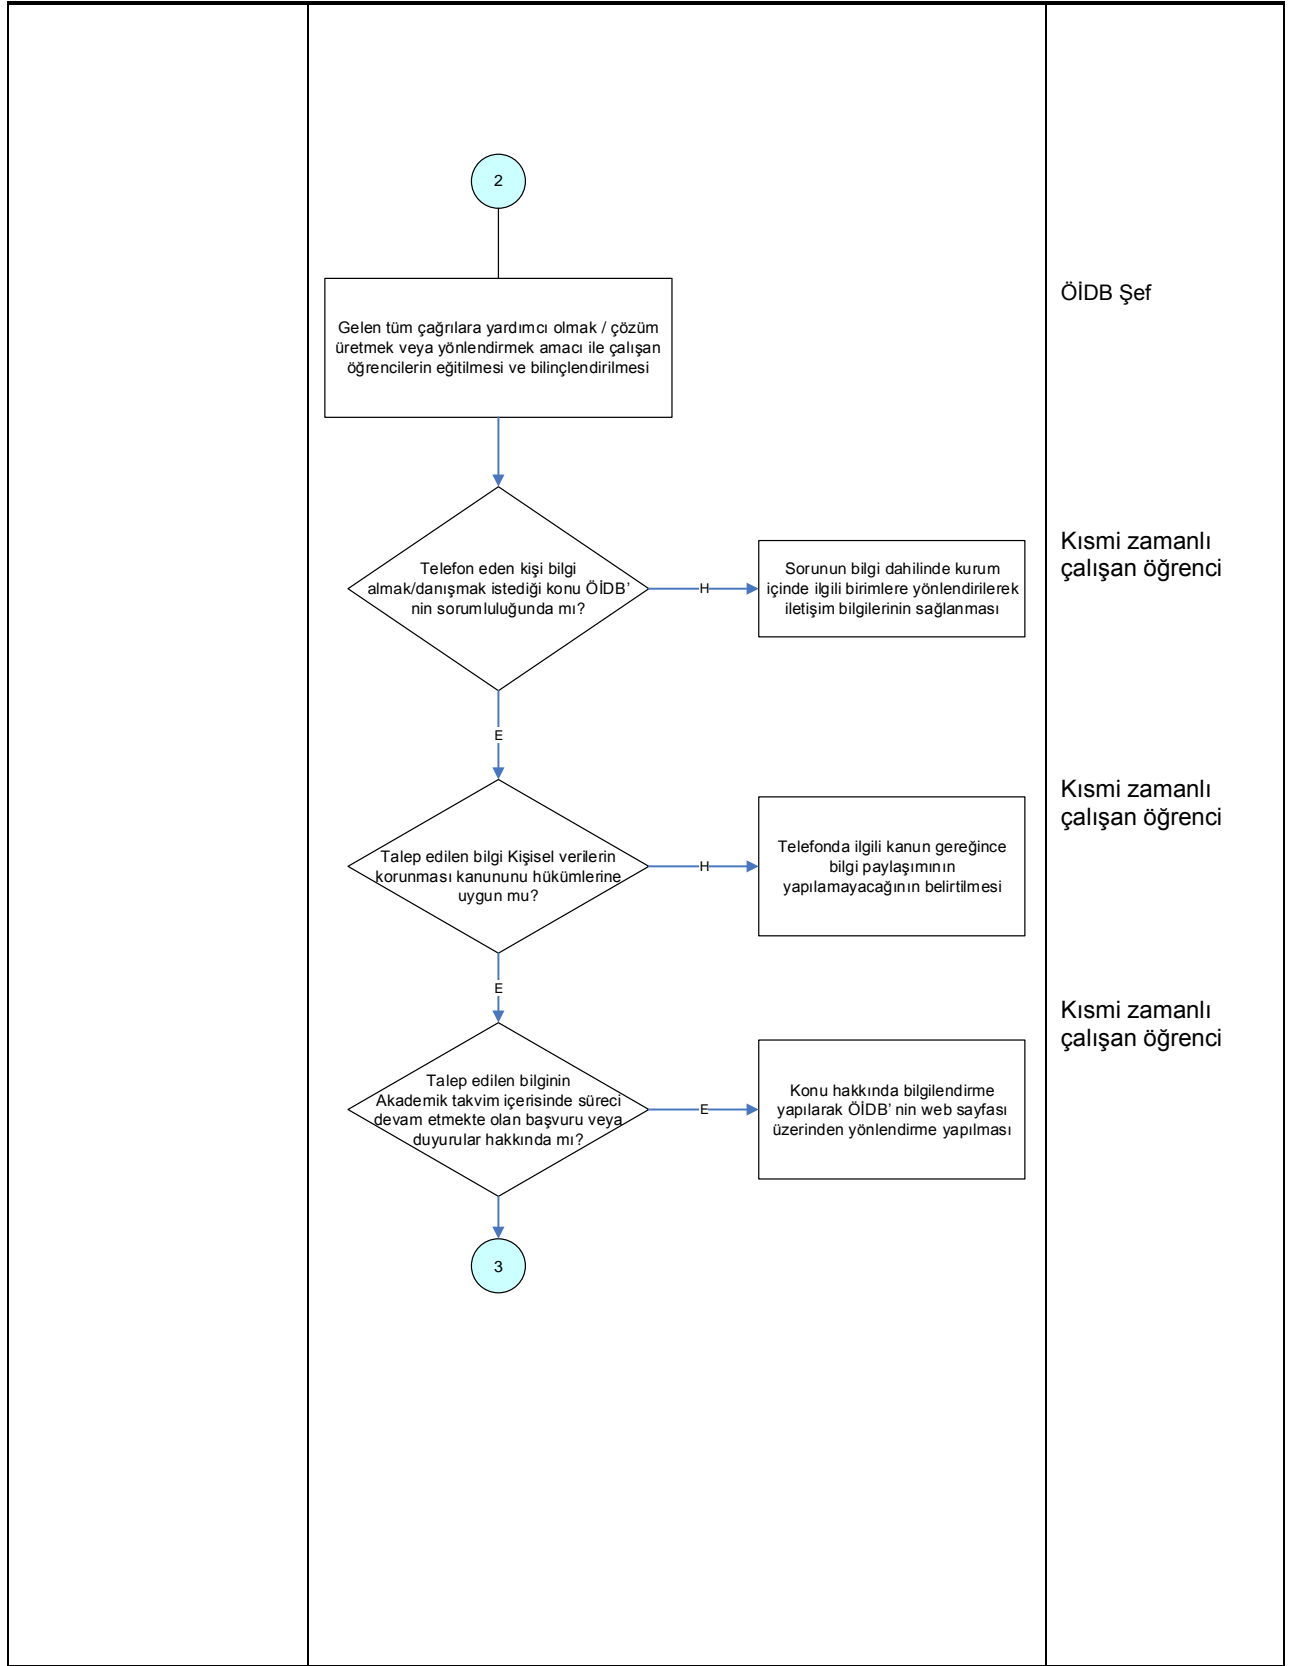 2
Gelen tüm çağrılara yardımcı olmak / çözüm
üretmek veya yönlendirmek amacı ile çalışan
öğrencilerin eğitilmesi ve bilinçlendirilmesi
ÖİDB Şef
Telefon eden kişi bilgi
almak/danışmak istediği konu ÖİDB'
nin sorumluluğunda mı?
H
Sorunun bilgi dahilinde kurum
içinde ilgili birimlere yönlendirilerek
iletişim bilgilerinin sağlanması
Kısmi zamanlı
çalışan öğrenci
E
Talep edilen bilgi Kişisel verilerin
korunması kanununu hükümlerine
uygun mu?
H
Telefonda ilgili kanun gereğince
bilgi paylaşımının
yapılamayacağının belirtilmesi
Kısmi zamanlı
çalışan öğrenci
E
Talep edilen bilginin
Akademik takvim içerisinde süreci
devam etmekte olan başvuru veya
duyurular hakkında mı?
E
Konu hakkında bilgilendirme
yapılarak ÖİDB' nin web sayfası
üzerinden yönlendirme yapılması
Kısmi zamanlı
çalışan öğrenci
3